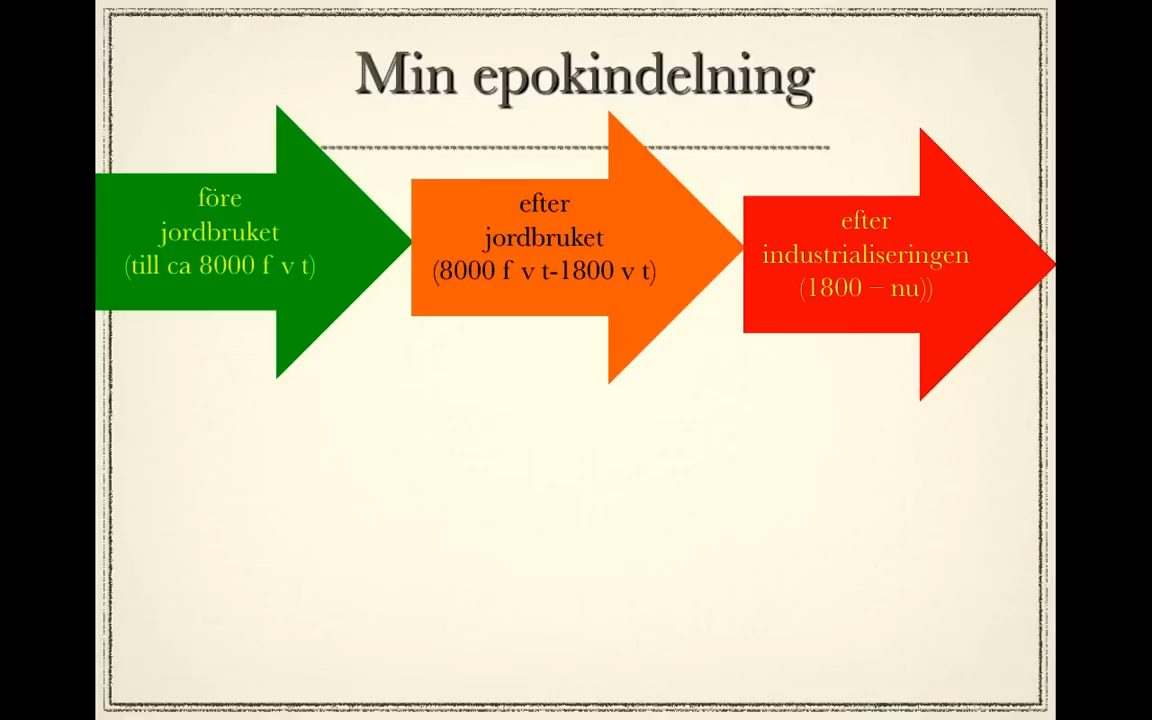 Min epokindelning
före
jordbruket
(till ca 8000 f v t)
efter
jordbruket
(8000 f v t-1800 v t)
efter
industrialiseringen
(1800 – nu))